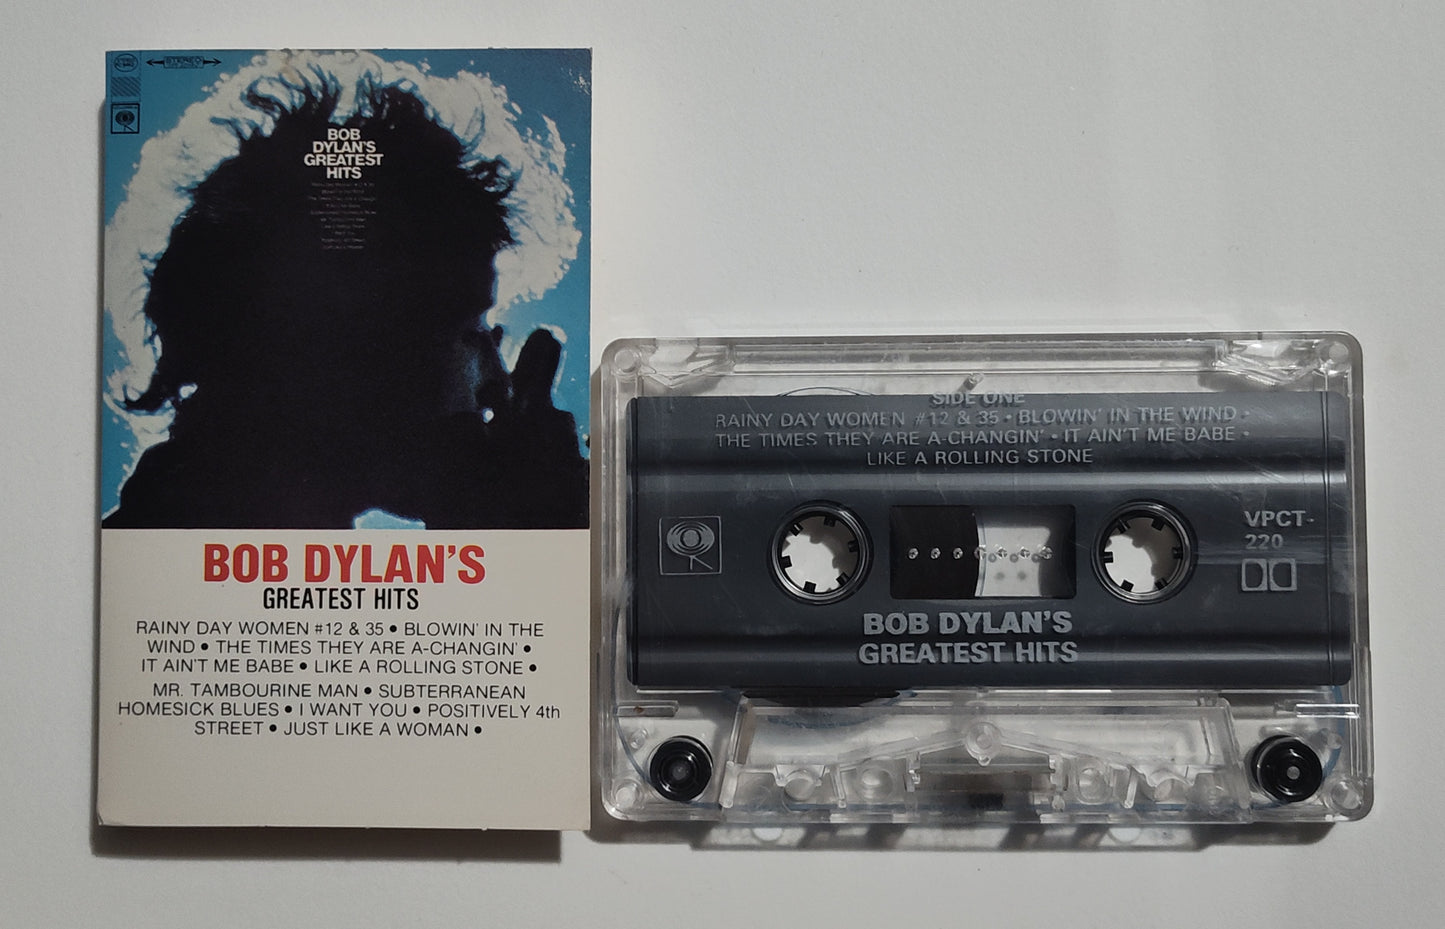 STEREO
BOB
DYLAN'S
GREATEST
HITS
BOB DYLAN'S
GREATEST HITS
RAINY DAY WOMEN #12 & 35 • BLOWIN' IN THE
WIND • THE TIMES THEY ARE A-CHANGIN' •
IT AIN'T ME BABE • LIKE A ROLLING STONE •
MR. TAMBOURINE MAN • SUBTERRANEAN
HOMESICK BLUES • I WANT YOU • POSITIVELY 4th
STREET • JUST LIKE A WOMAN •
SIDE ONE
RAINY DAY WOMEN #12 & 35 • BLOWIN' IN THE WIND •
THE TIMES THEY ARE A-CHANGIN' • IT AIN'T ME BABE •
LIKE A ROLLING STONE
VPCT-
220
BOB DYLAN'S
GREATEST HITS